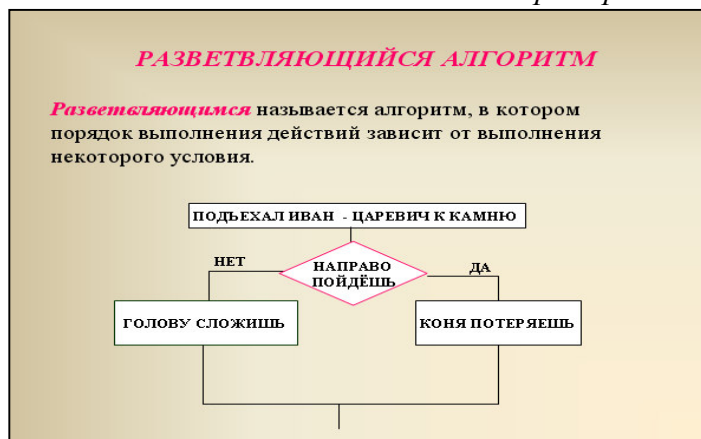 РАЗВЕТВЛЯЮЩИЙСЯ АЛГОРИТМ
Разветвляющимся называется алгоритм, в котором
порядок выполнения действий зависит от выполнения
некоторого условия.
ПОДЪЕХАЛ ИВАН - ЦАРЕВИЧ К КАМНЮ
НЕТ
НАПРАВО
ПОЙДЁШЬ
ДА
ГОЛОВУ СЛОЖИШЬ
КОНЯ ПОТЕРЯЕШЬ